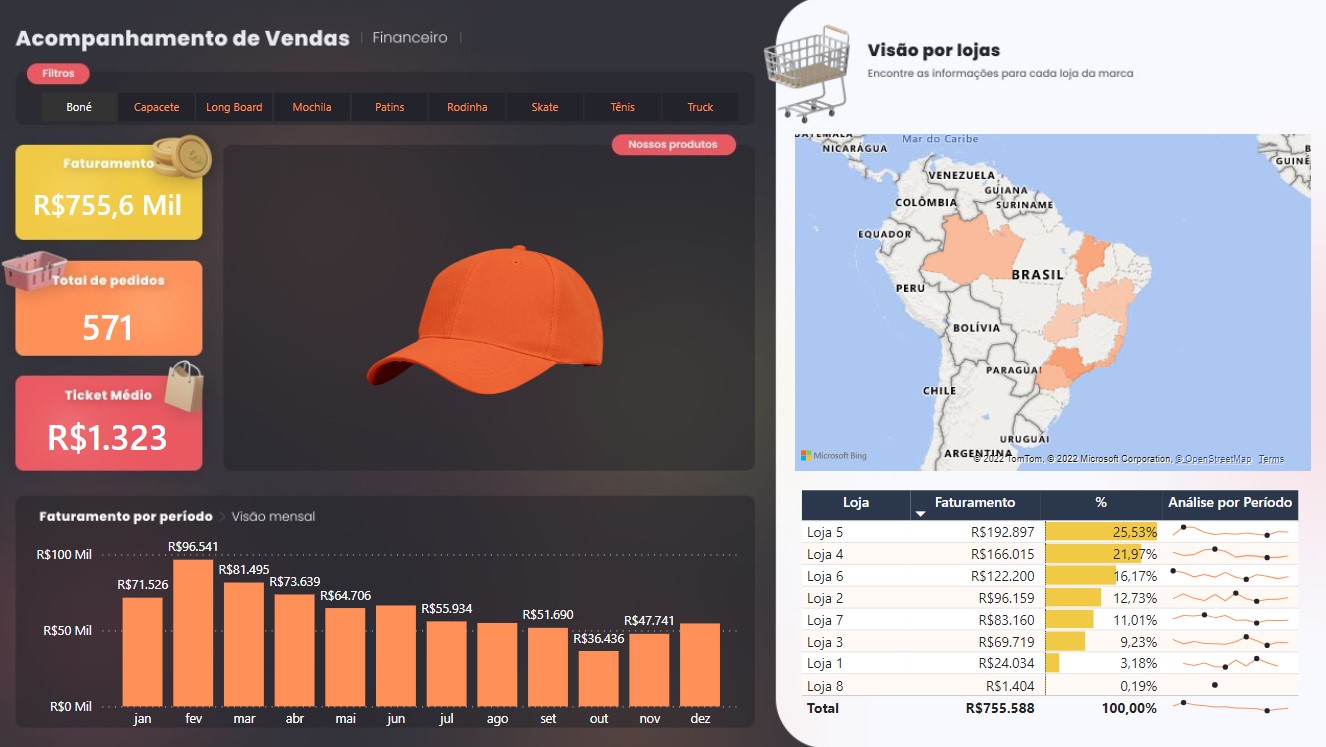 Acompanhamento de Vendas | Financeiro |
Filtros
Boné Capacete Long Board Mochila Patins Rodinha Skate Tênis Truck
Faturamento
R$755,6 Mil
Total de pedidos
571
Ticket Médio
R$1.323
Nossos produtos
Faturamento por período > Visão mensal
R$100 Mil
R$50 Mil
R$0 Mil
R$71.526 R$96.541 R$81.495 R$73.639 R$64.706 R$55.934 R$51.690 R$36.436 R$47.741
jan fev mar abr mai jun jul ago set out nov dez
Visão por lojas
Encontre as informações para cada loja da marca
GUATEMALA
Mar do Caribe
NICARÁGUA
VENEZUELA
GUIANA
COLÔMBIA
SURINAME
EQUADOR
BRASIL
PERU
BOLÍVIA
PARAGUAI
CHILE
URUGUAI
ARGENTINA
GUINÉ
Microsoft Bing
© 2022 TomTom, © 2022 Microsoft Corporation, © OpenStreetMap Terms
Loja Faturamento % Análise por Período
Loja 5 R$192.897 25,53%
Loja 4 R$166.015 21,97%
Loja 6 R$122.200 16,17%
Loja 2 R$96.159 12,73%
Loja 7 R$83.160 11,01%
Loja 3 R$69.719 9,23%
Loja 1 R$24.034 3,18%
Loja 8 R$1.404 0,19%
Total R$755.588 100,00%